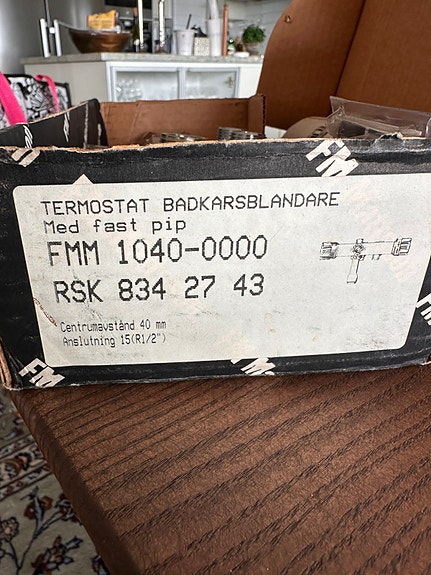 TERMOSTAT BADKARSBLANDARE
Med fast pip
FMM 1040-0000
RSK 834 27 43
Centrumavstånd 40 mm
Anslutning 15(R1/2")
FM
FM
FM